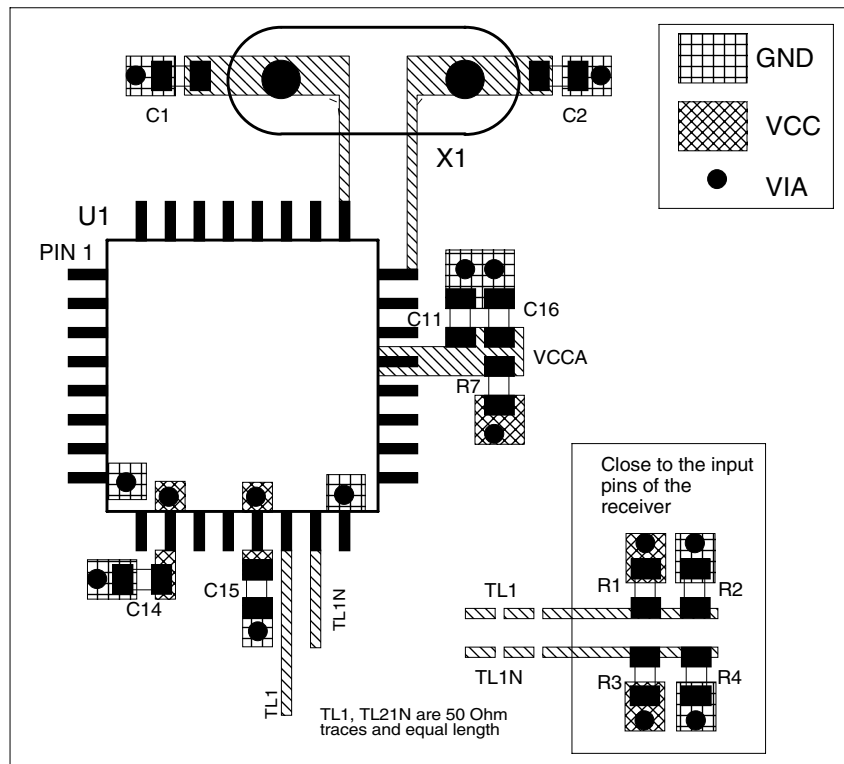 GND
C1
C2
VCC
X1
VIA
U1
PIN 1
C16
C11
VCCA
R7
Close to the input
pins of the
receiver
C15
R1
R2
TL1
C14
TL1N
TL1N
R3
R4
TL1
TL1, TL21N are 50 Ohm
traces and equal length